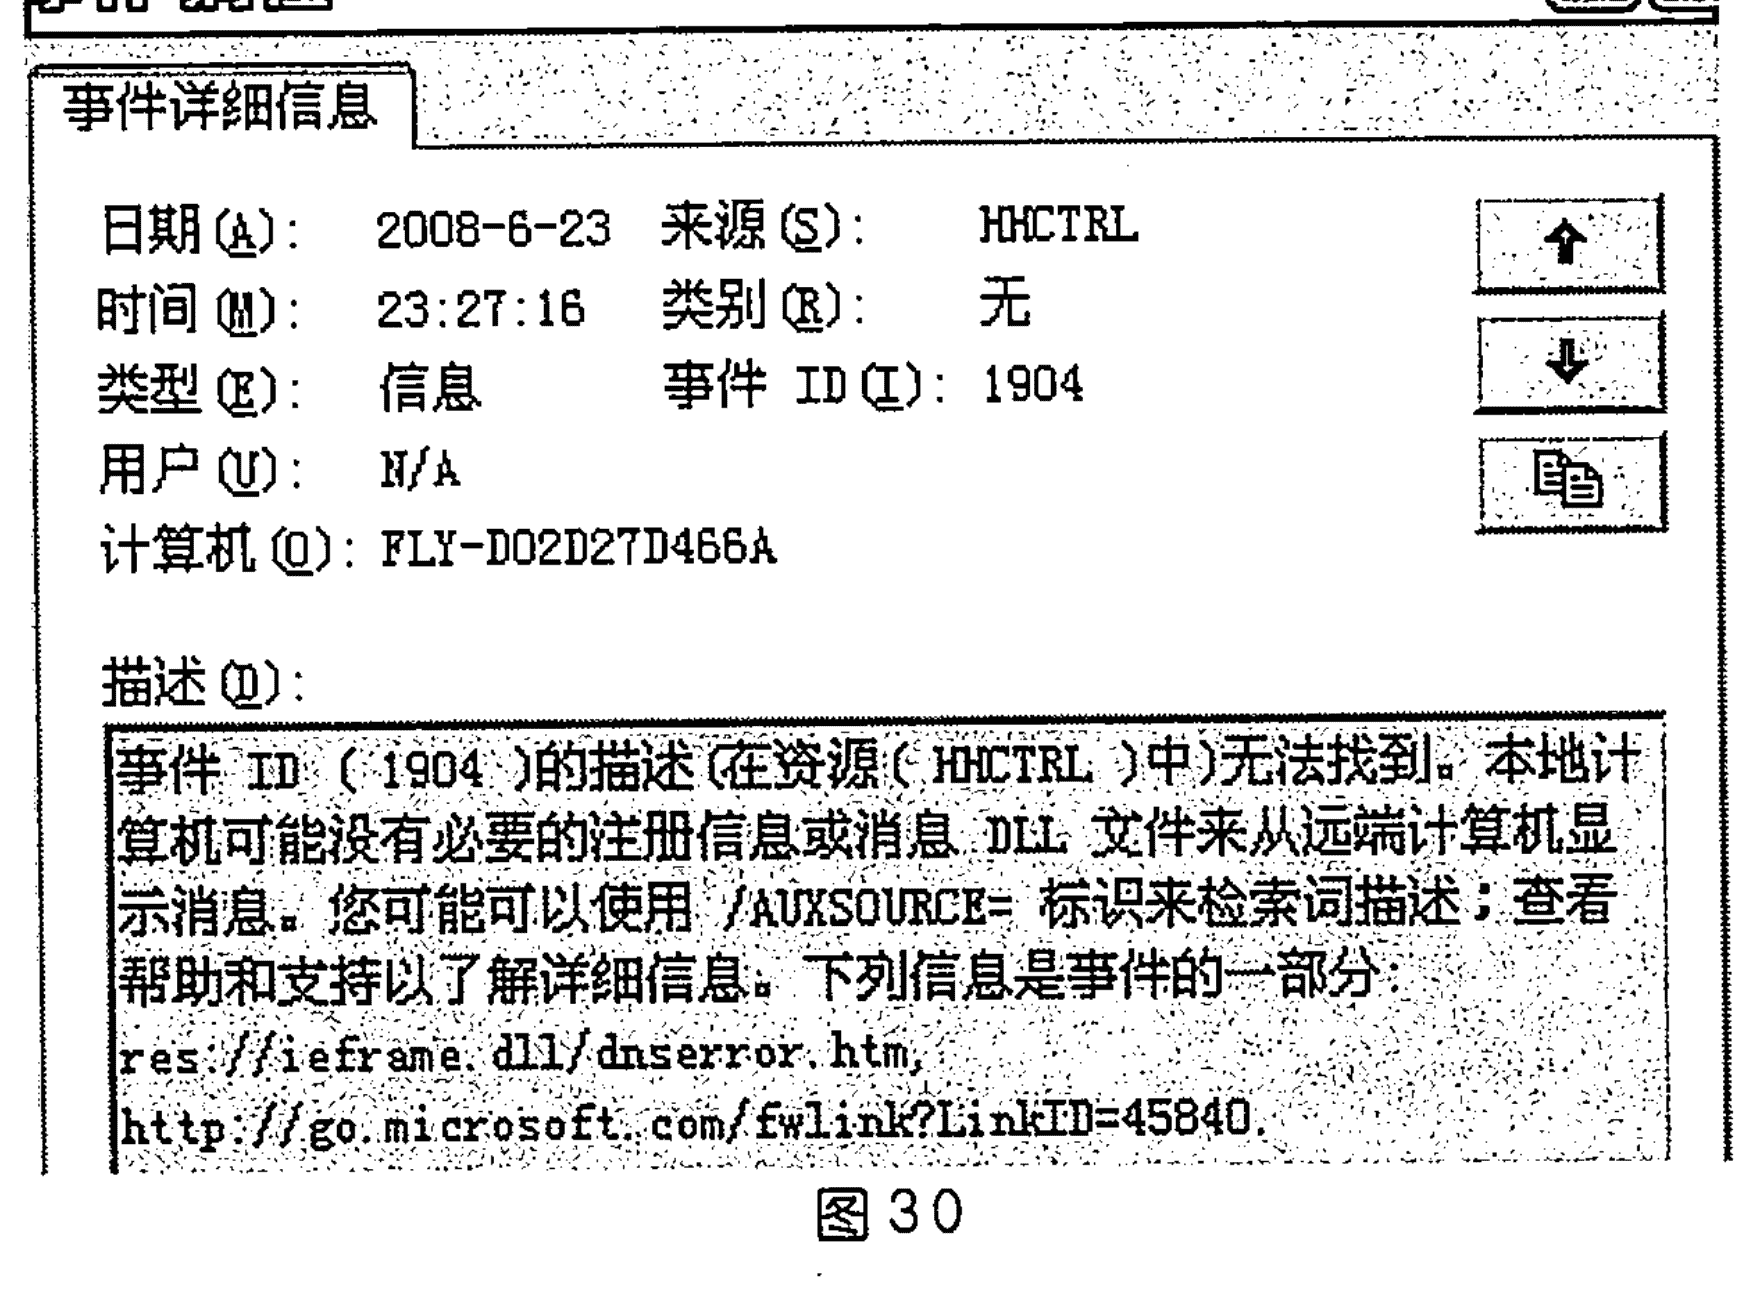 事件详细信息
日期(A): 2008-6-23 来源(S): HHCTRL
时间(M): 23:27:16 类别(R): 无
类型(E): 信息 事件 ID(I): 1904
用户(U): N/A
计算机(O): FLY-D02D27D466A
描述(D):
事件 ID ( 1904 )的描述(在资源( HHCTRL )中)无法找到。本地计
算机可能没有必要的注册信息或消息 DLL 文件来从远端计算机显
示消息。您可能可以使用 /AUXSOURCE= 标识来检索词描述;查看
帮助和支持以了解详细信息。下列信息是事件的一部分:
res://ieframe.dll/dnserror.htm,
http://go.microsoft.com/fwlink?LinkID=45840.
图30